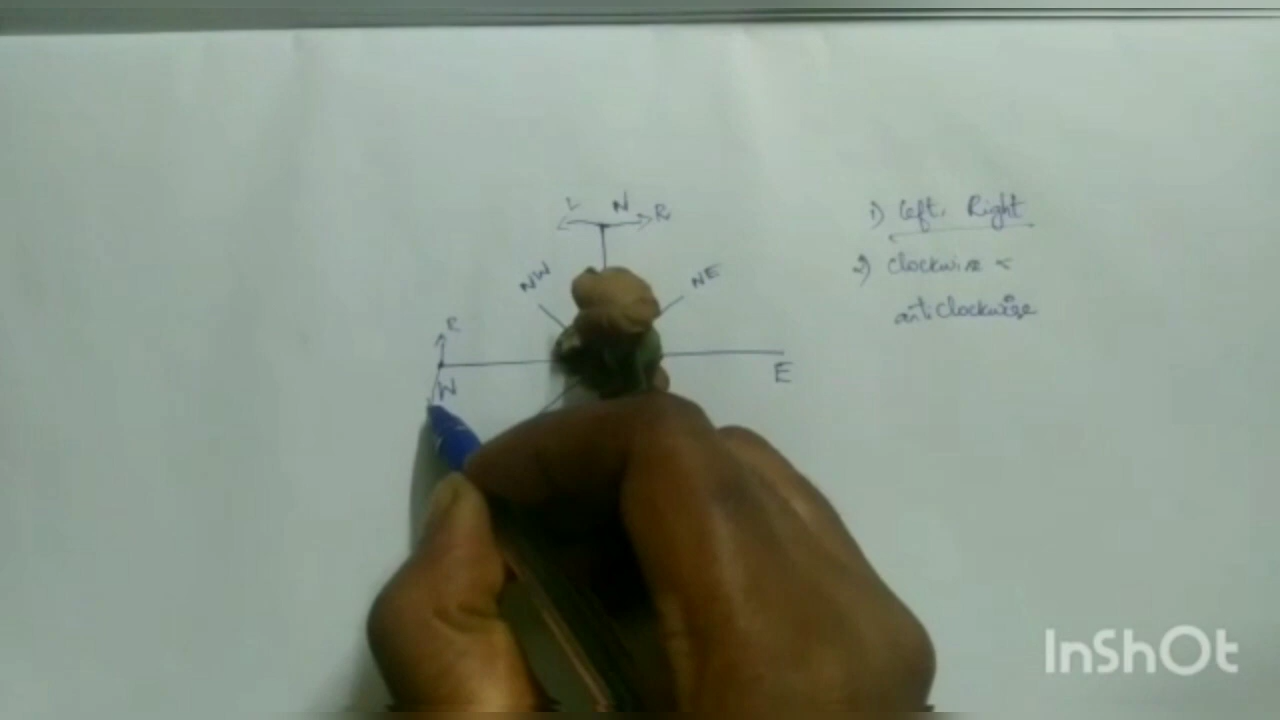 L N R
NW NE
R
W E
1) Left, Right
2) Clockwise &
anticlockwise
InShOt